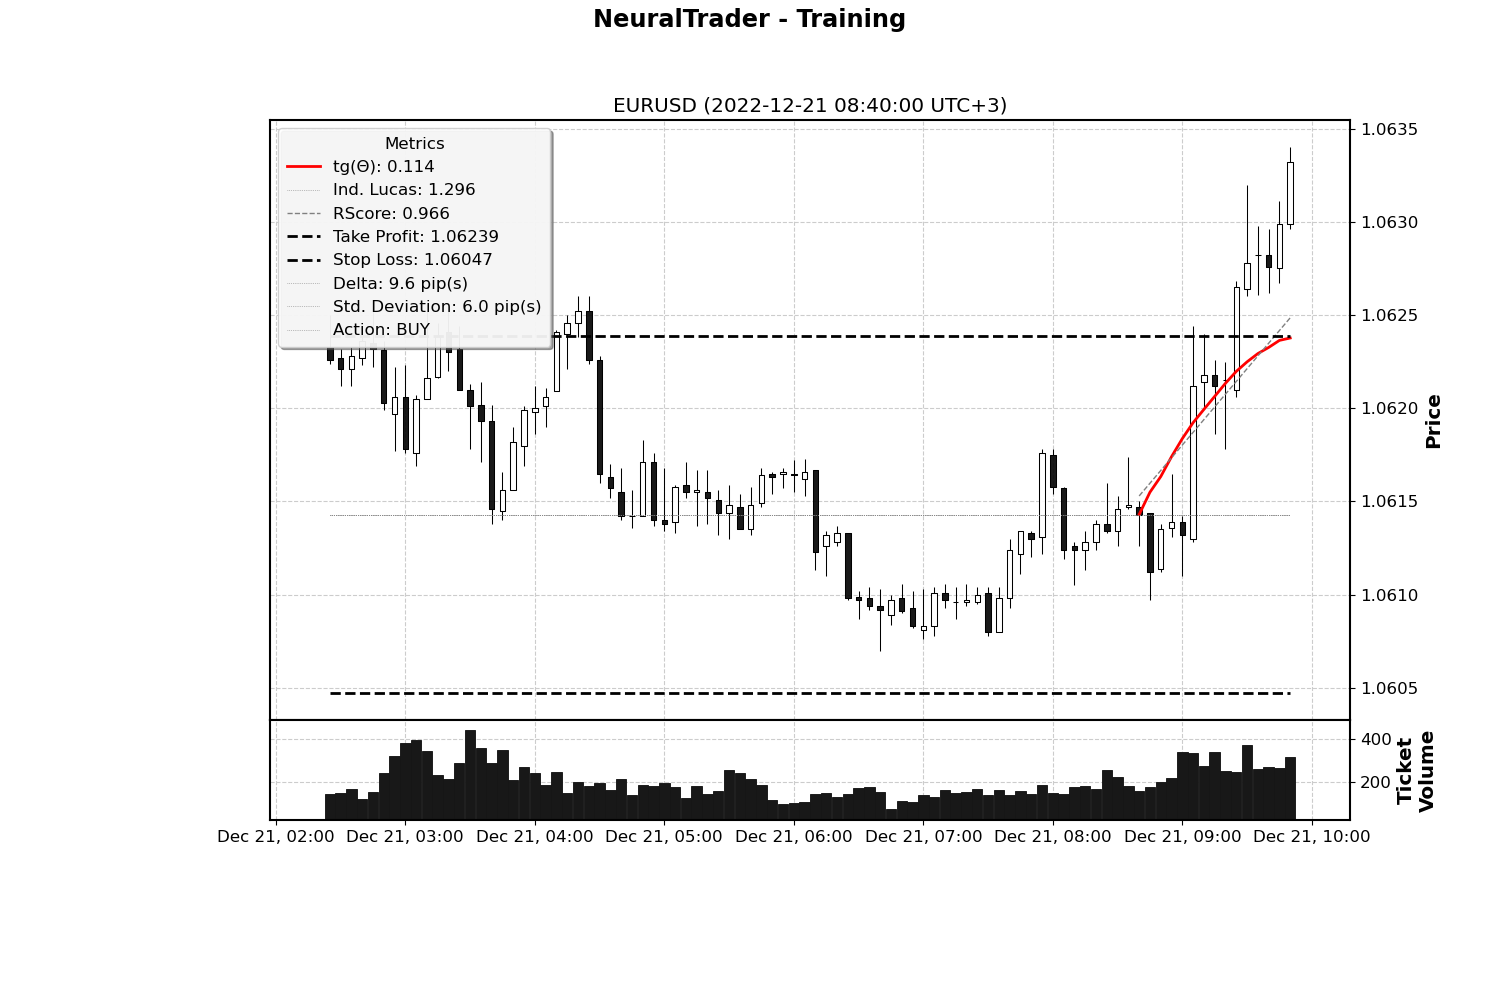 NeuralTrader - Training
EURUSD (2022-12-21 08:40:00 UTC+3)
Metrics
tg(Θ): 0.114
Ind. Lucas: 1.296
RScore: 0.966
Take Profit: 1.06239
Stop Loss: 1.06047
Delta: 9.6 pip(s)
Std. Deviation: 6.0 pip(s)
Action: BUY
1.0635
1.0630
1.0625
1.0620
1.0615
1.0610
1.0605
Price
400
200
Ticket
Volume
Dec 21, 02:00 Dec 21, 03:00 Dec 21, 04:00 Dec 21, 05:00 Dec 21, 06:00 Dec 21, 07:00 Dec 21, 08:00 Dec 21, 09:00 Dec 21, 10:00